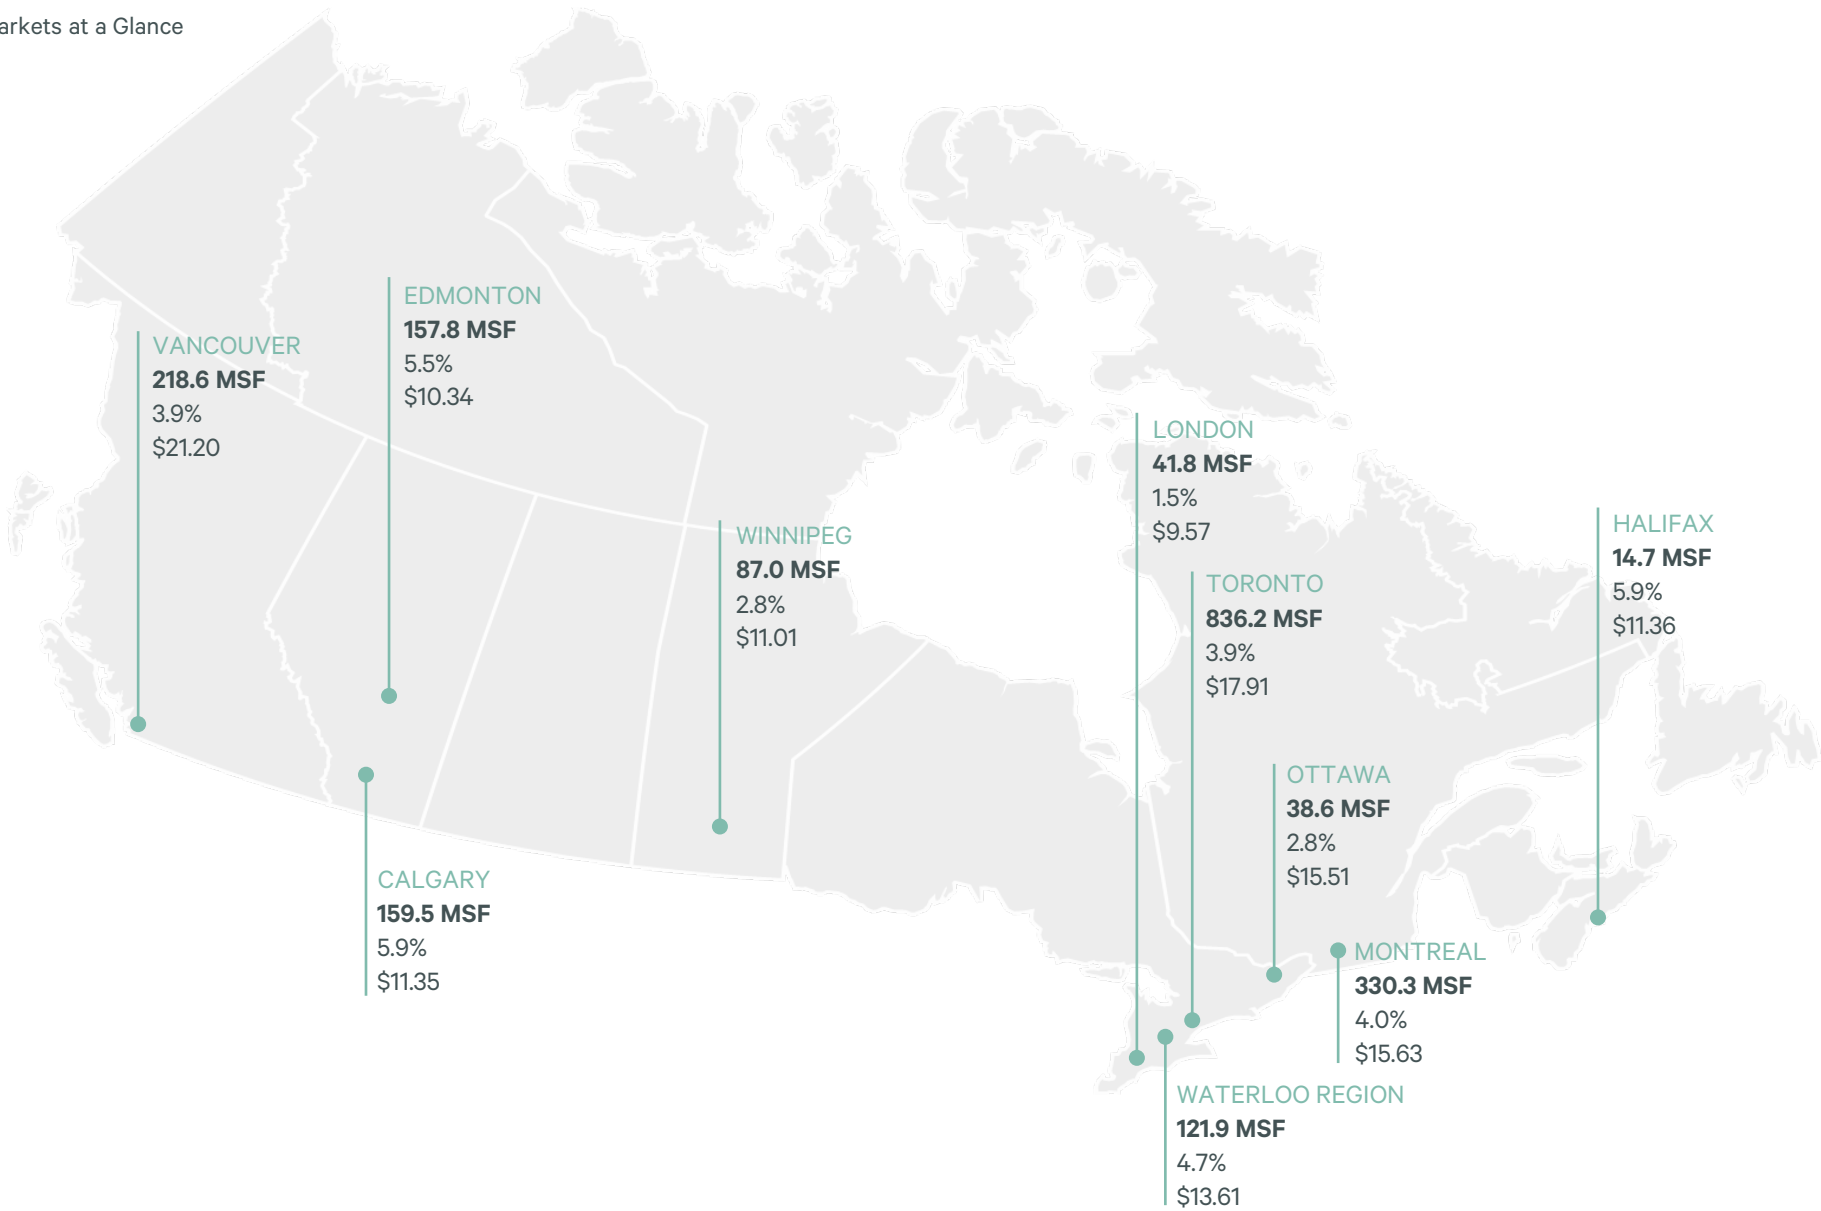 at a Glance
EDMONTON
157.8 MSF
5.5%
$10.34
VANCOUVER
218.6 MSF
3.9%
$21.20
LONDON
41.8 MSF
1.5%
$9.57
HALIFAX
14.7 MSF
5.9%
$11.36
WINNIPEG
87.0 MSF
2.8%
$11.01
TORONTO
836.2 MSF
3.9%
$17.91
OTTAWA
38.6 MSF
2.8%
$15.51
CALGARY
159.5 MSF
5.9%
$11.35
MONTREAL
330.3 MSF
4.0%
$15.63
WATERLOO REGION
121.9 MSF
4.7%
$13.61